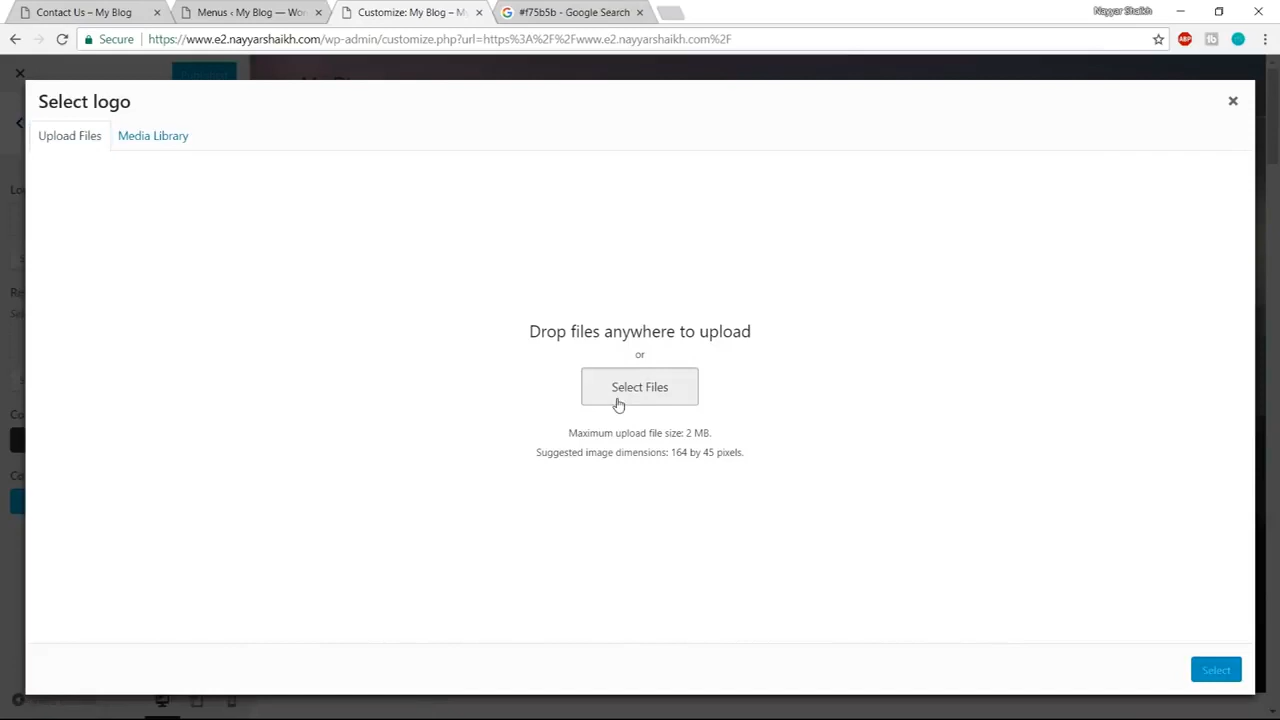 Contact Us – My Blog
Menus ‹ My Blog — Wor
Customize: My Blog – M
#f75b5b - Google Search
Nayyar Shaikh
Secure
https://www.e2.nayyarshaikh.com/wp-admin/customize.php?url=https%3A%2F%2Fwww.e2.nayyarshaikh.com%2F
ABP
Select logo
Upload Files
Media Library
Drop files anywhere to upload
or
Select Files
Maximum upload file size: 2 MB.
Suggested image dimensions: 164 by 45 pixels.
Select